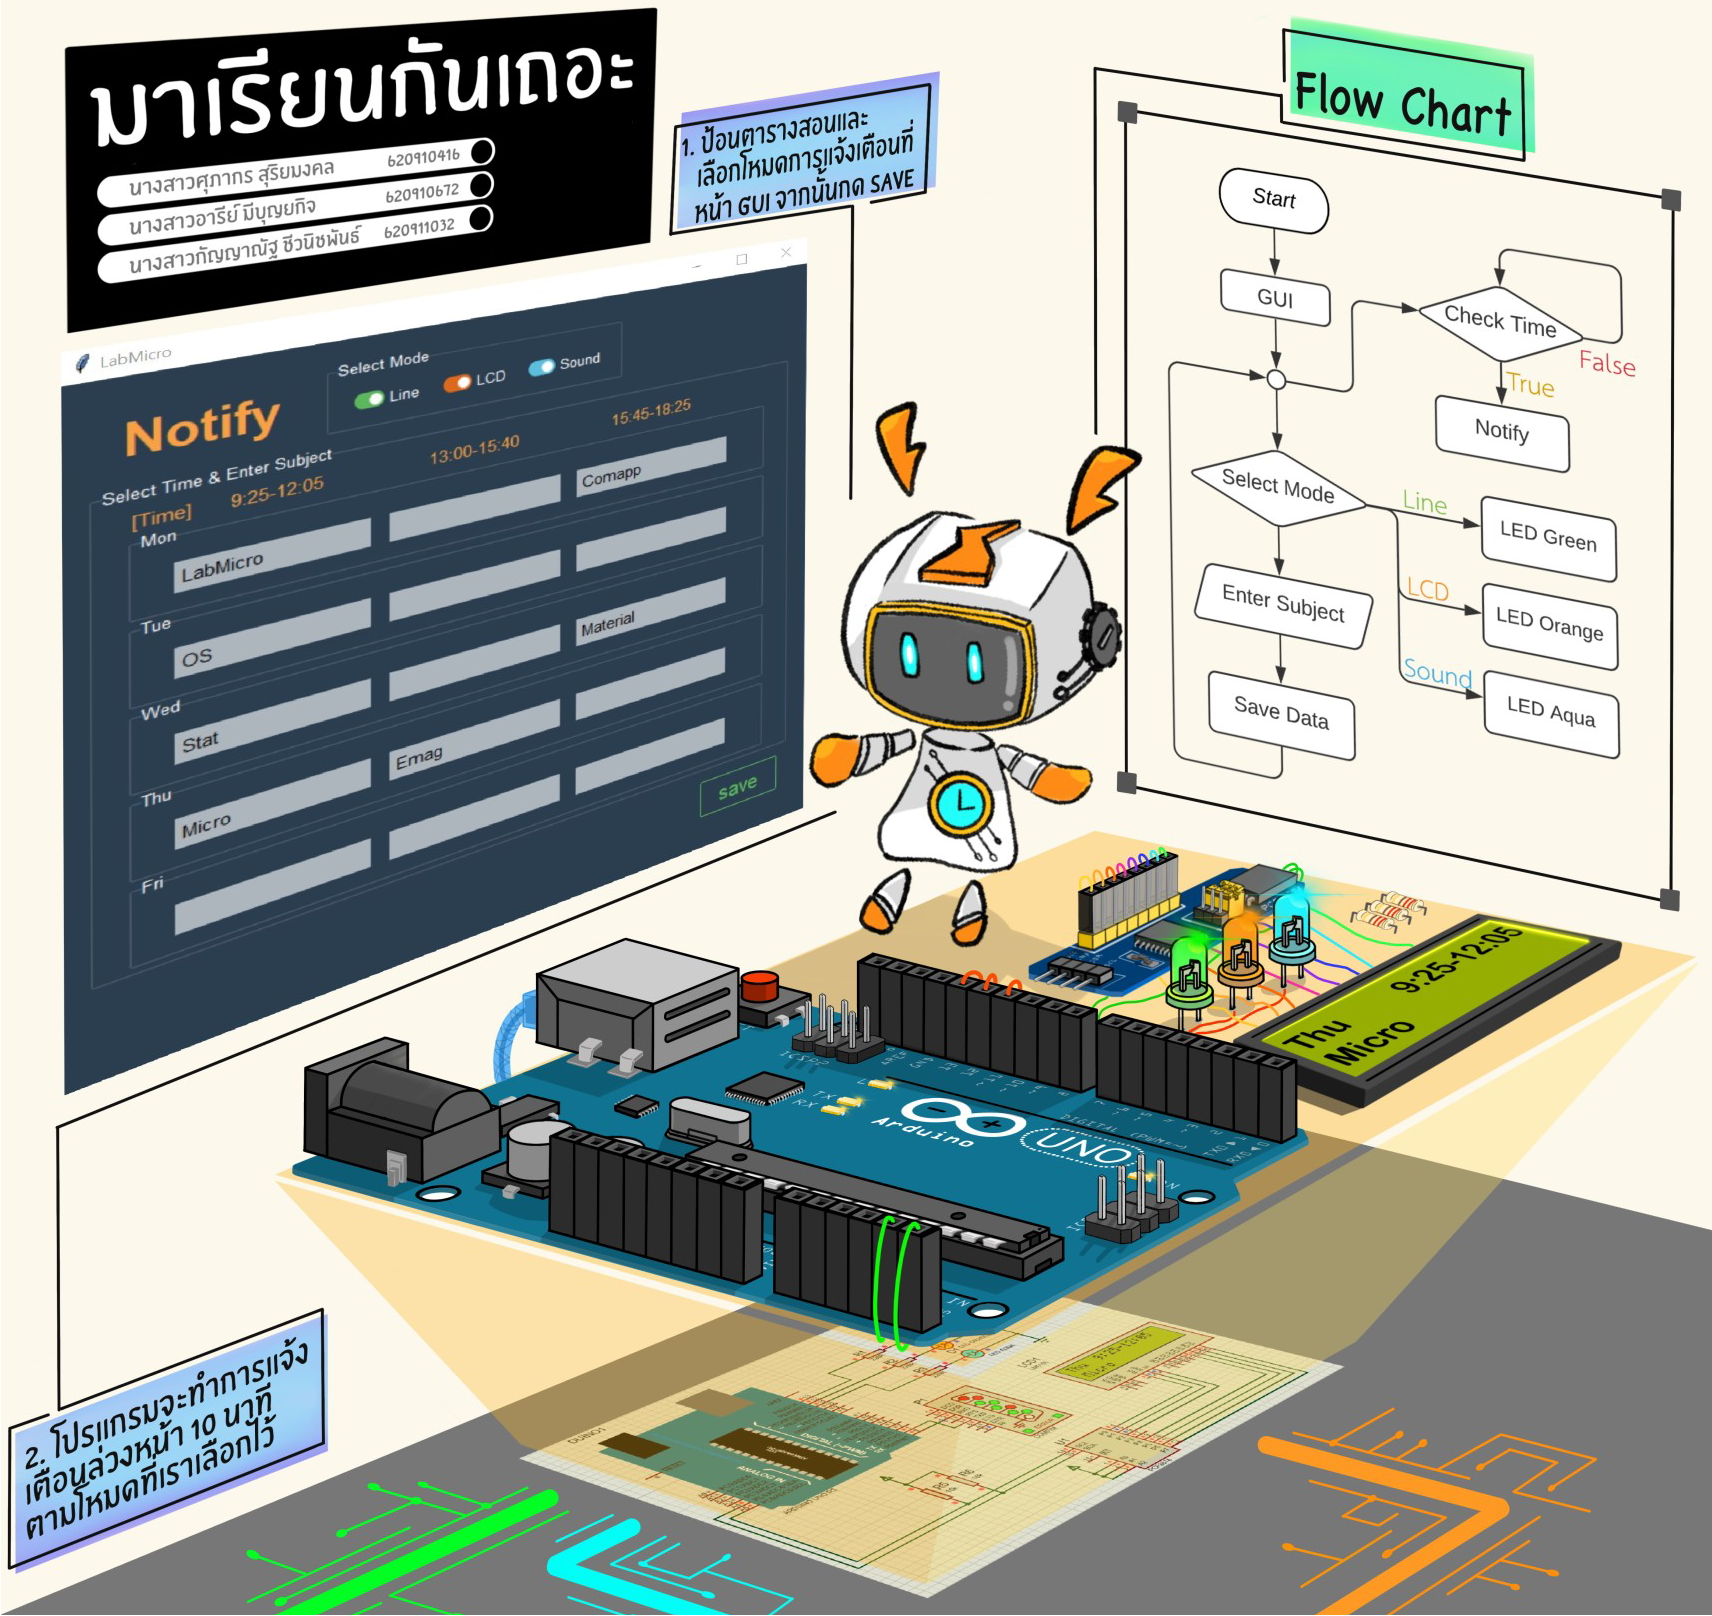 มาเรียนกันเถอะ
นางสาวศุภากร สุริยมงคล 620910416
นางสาวอารีย์ มีบุญยกิจ 620910672
นางสาวกัญญาณัฐ ชีวนิชพันธ์ 620911032
1. ป้อนตารางสอนและ
เลือกโหมดการแจ้งเตือนที่
หน้า GUI จากนั้นกด SAVE
Flow Chart
Start
GUI
Check Time
False
True
Notify
Select Mode
Line
LED Green
LCD
LED Orange
Sound
LED Aqua
Enter Subject
Save Data
LabMicro
Select Mode
Line
LCD
Sound
Notify
Select Time & Enter Subject
[Time] 9:25-12:05 13:00-15:40 15:45-18:25
Mon
LabMicro
Comapp
Tue
OS
Wed
Stat
Material
Thu
Micro
Emag
Fri
save
Thu 9:25-12:05
Micro
L
TX
RX
Arduino
UNO
DIGITAL (PWM=~)
2. โปรแกรมจะทำการแจ้ง
เตือนล่วงหน้า 10 นาที
ตามโหมดที่เราเลือกไว้
Thu 9:25-12:05
Micro
ANALOG IN